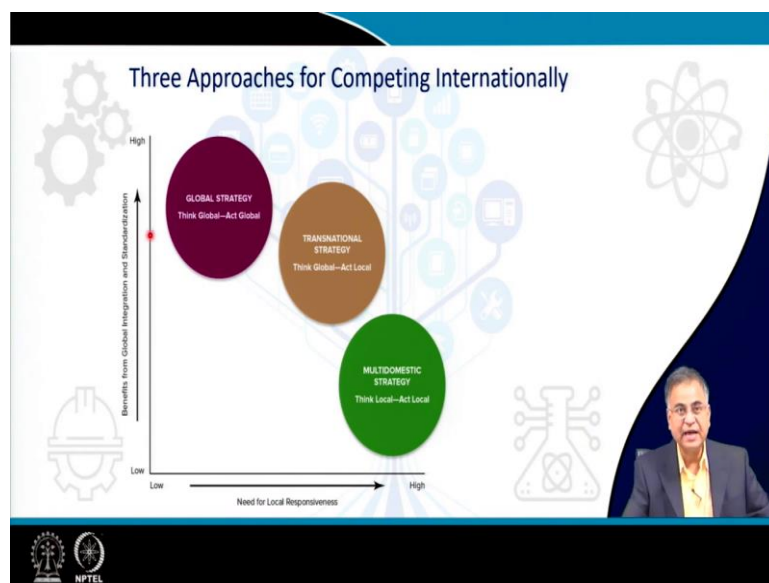 Three Approaches for Competing Internationally
High
GLOBAL STRATEGY
Think Global—Act Global
TRANSNATIONAL
STRATEGY
Think Global—Act Local
MULTIDOMESTIC
STRATEGY
Think Local—Act Local
Benefits from Global Integration and Standardization
Low
Low
High
Need for Local Responsiveness
NPTEL